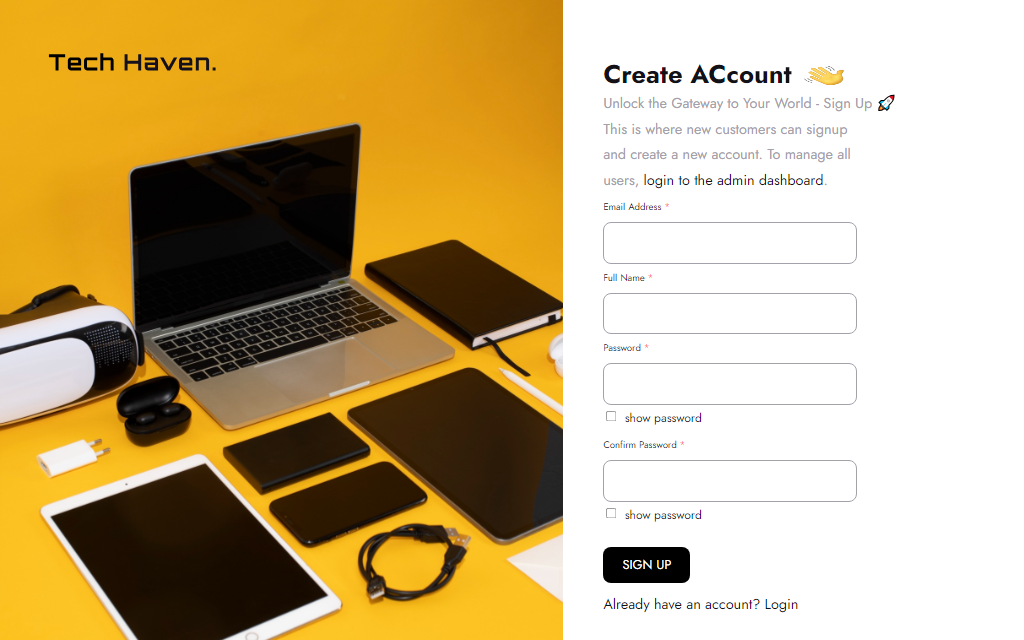 Tech Haven.
Create ACcount 👋
Unlock the Gateway to Your World - Sign Up 🚀
This is where new customers can signup
and create a new account. To manage all
users, login to the admin dashboard.
Email Address *
Full Name *
Password *
show password
Confirm Password *
show password
SIGN UP
Already have an account? Login